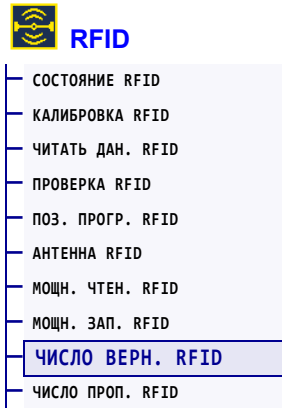 RFID
СОСТОЯНИЕ RFID
КАЛИБРОВКА RFID
ЧИТАТЬ ДАН. RFID
ПРОВЕРКА RFID
ПОЗ. ПРОГР. RFID
АНТЕННА RFID
МОЩН. ЧТЕН. RFID
МОЩН. ЗАП. RFID
ЧИСЛО ВЕРН. RFID
ЧИСЛО ПРОП. RFID